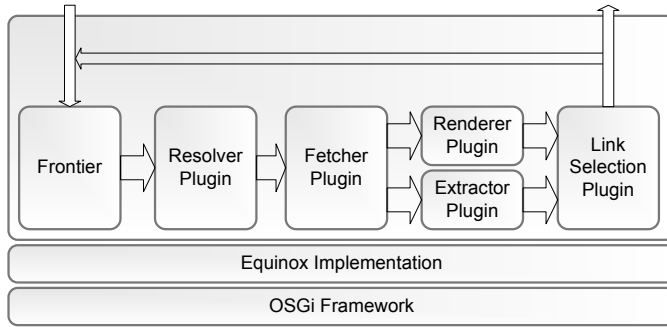 Frontier
Resolver
Plugin
Fetcher
Plugin
Renderer
Plugin
Extractor
Plugin
Link
Selection
Plugin
Equinox Implementation
OSGi Framework